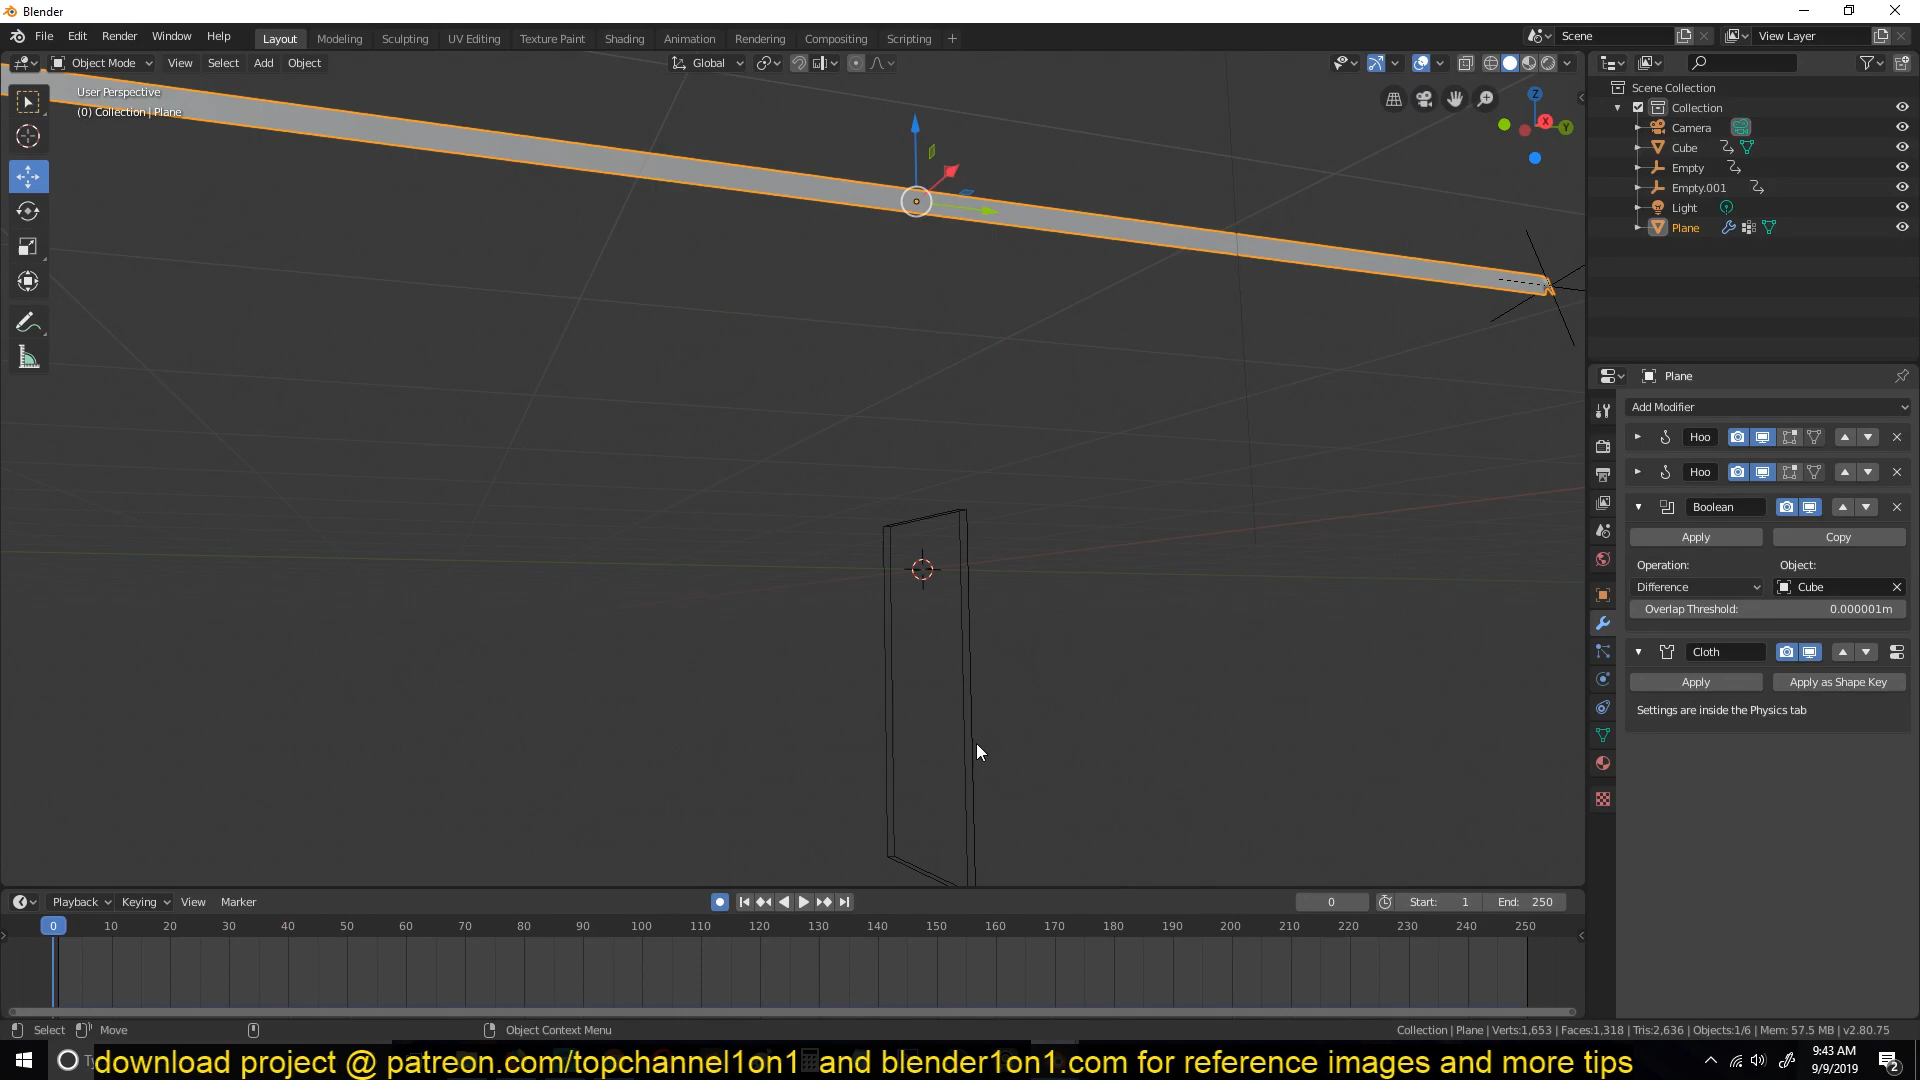 Blender
File Edit Render Window Help
Layout Modeling Sculpting UV Editing Texture Paint Shading Animation Rendering Compositing Scripting
Scene View Layer
Object Mode View Select Add Object
Global
User Perspective
(0) Collection | Plane
Z
X
Y
Scene Collection
Collection
Camera
Cube
Empty
Empty.001
Light
Plane
Plane
Add Modifier
Hoo
Hoo
Boolean
Apply Copy
Operation: Object:
Difference Cube
Overlap Threshold: 0.000001m
Cloth
Apply Apply as Shape Key
Settings are inside the Physics tab
Playback Keying View Marker
0 Start: 1 End: 250
0 10 20 30 40 50 60 70 80 90 100 110 120 130 140 150 160 170 180 190 200 210 220 230 240 250
Select Move Object Context Menu
Collection | Plane | Verts:1,653 | Faces:1,318 | Tris:2,636 | Objects:1/6 | Mem: 57.5 MB | v2.80.75
download project @ patreon.com/topchannel1on1 and blender1on1.com for reference images and more tips
9:43 AM
9/9/2019
2